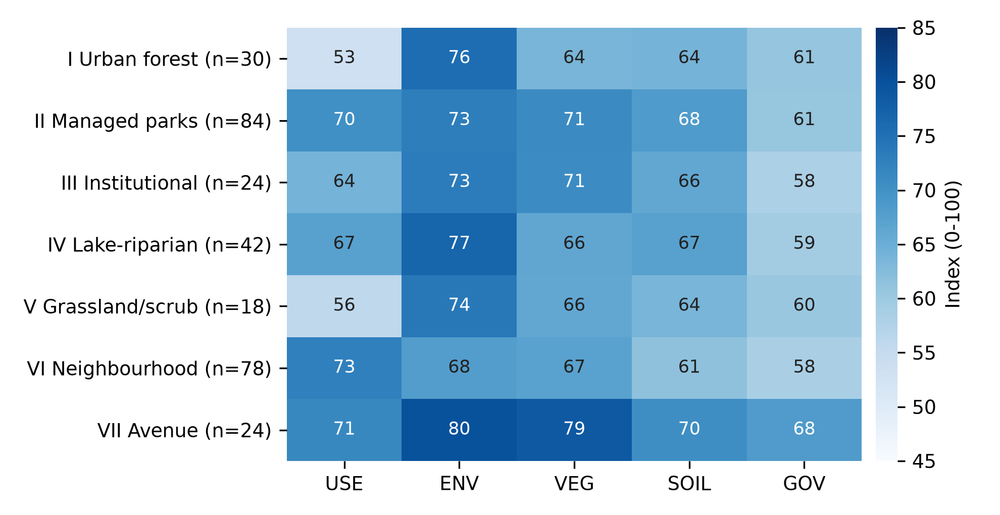 I Urban forest (n=30) 53 76 64 64 61
II Managed parks (n=84) 70 73 71 68 61
III Institutional (n=24) 64 73 71 66 58
IV Lake-riparian (n=42) 67 77 66 67 59
V Grassland/scrub (n=18) 56 74 66 64 60
VI Neighbourhood (n=78) 73 68 67 61 58
VII Avenue (n=24) 71 80 79 70 68
USE ENV VEG SOIL GOV
85
80
75
70
65
60
55
50
45
Index (0-100)